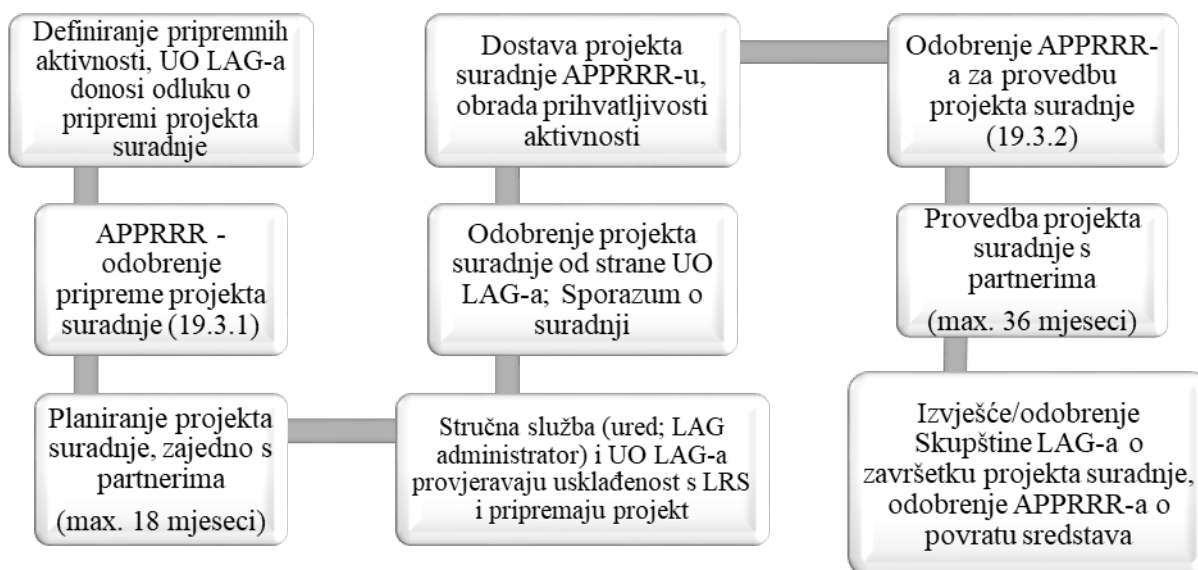 Definiranje pripremnih
aktivnosti, UO LAG-a
donosi odluku o
pripremi projekta
suradnje
APPRRR -
odobrenje
pripreme projekta
suradnje (19.3.1)
Planiranje projekta
suradnje, zajedno s
partnerima
(max. 18 mjeseci)
Stručna služba (ured; LAG
administrator) i UO LAG-a
provjeravaju usklađenost s LRS
i pripremaju projekt
Odobrenje projekta
suradnje od strane UO
LAG-a; Sporazum o
suradnji
Dostava projekta
suradnje APPRRR-u,
obrada prihvatljivosti
aktivnosti
Odobrenje APPRRR-
a za provedbu
projekta suradnje
(19.3.2)
Provedba projekta
suradnje s
partnerima
(max. 36 mjeseci)
Izvješće/odobrenje
Skupštine LAG-a o
završetku projekta suradnje,
odobrenje APPRRR-a o
povratu sredstava